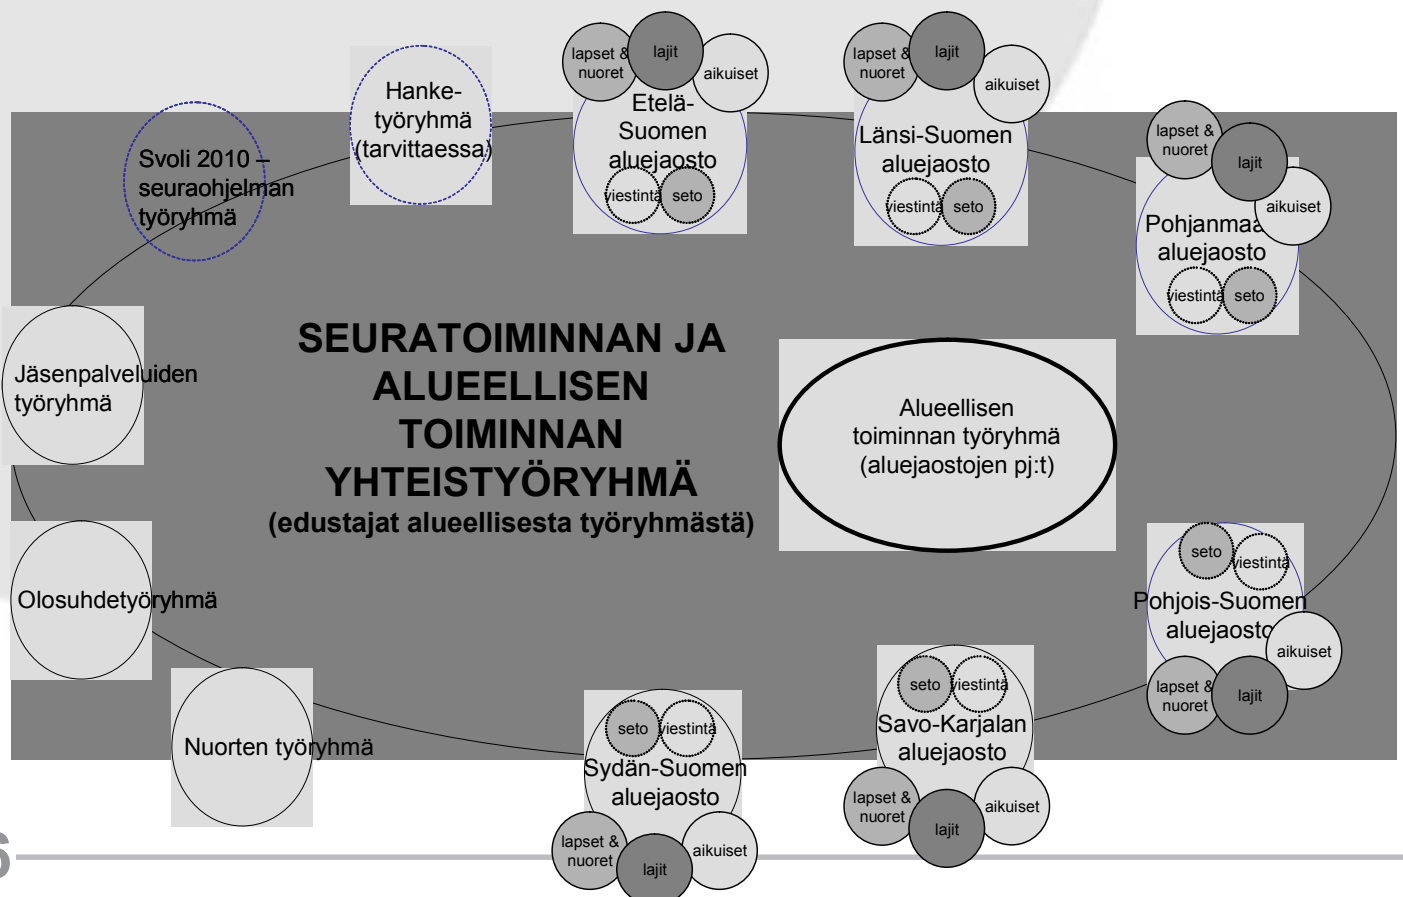 lapset &
nuoret
lajit
aikuiset
Etelä-
Suomen
aluejaosto
viestintä
seto
lapset &
nuoret
lajit
aikuiset
Länsi-Suomen
aluejaosto
viestintä
seto
Hanke-
työryhmä
(tarvittaessa)
Svoli 2010 –
seuraohjelman
työryhmä
lapset &
nuoret
lajit
aikuiset
Pohjanmaan
aluejaosto
viestintä
seto
Jäsenpalveluiden
työryhmä
SEURATOIMINNAN JA
ALUEELLISEN
TOIMINNAN
YHTEISTYÖRYHMÄ
(edustajat alueellisesta työryhmästä)
Alueellisen
toiminnan työryhmä
(aluejaostojen pj:t)
Olosuhdetyöryhmä
seto
viestintä
Pohjois-Suomen
aluejaosto
aikuiset
lapset &
nuoret
lajit
Nuorten työryhmä
seto
viestintä
Sydän-Suomen
aluejaosto
lapset &
nuoret
lajit
aikuiset
seto
viestintä
Savo-Karjalan
aluejaosto
lapset &
nuoret
lajit
aikuiset
6